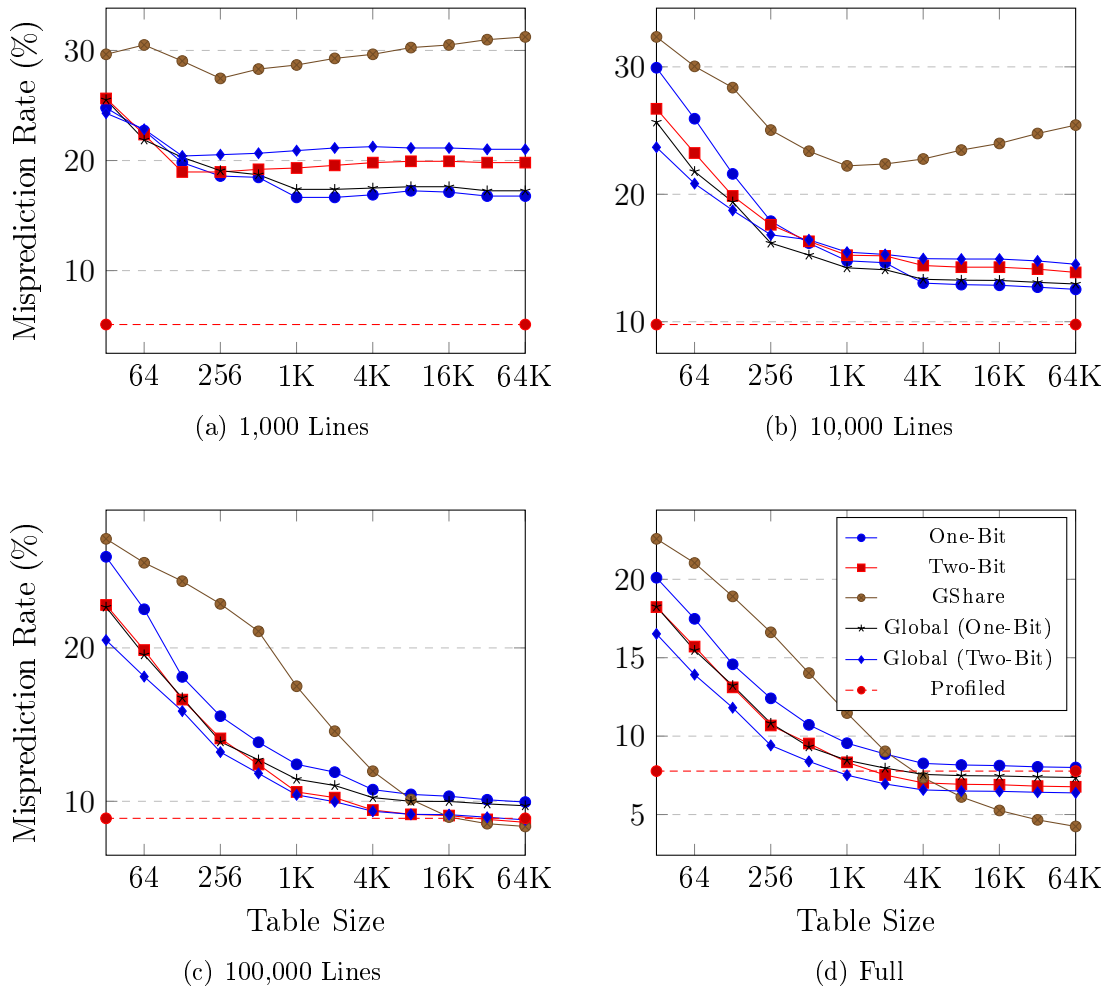 Misprediction Rate (%)
30
20
10
64 256 1K 4K 16K 64K
(a) 1,000 Lines
30
20
10
64 256 1K 4K 16K 64K
(b) 10,000 Lines
Misprediction Rate (%)
20
10
64 256 1K 4K 16K 64K
Table Size
(c) 100,000 Lines
20
15
10
5
One-Bit
Two-Bit
GShare
Global (One-Bit)
Global (Two-Bit)
Profiled
64 256 1K 4K 16K 64K
Table Size
(d) Full